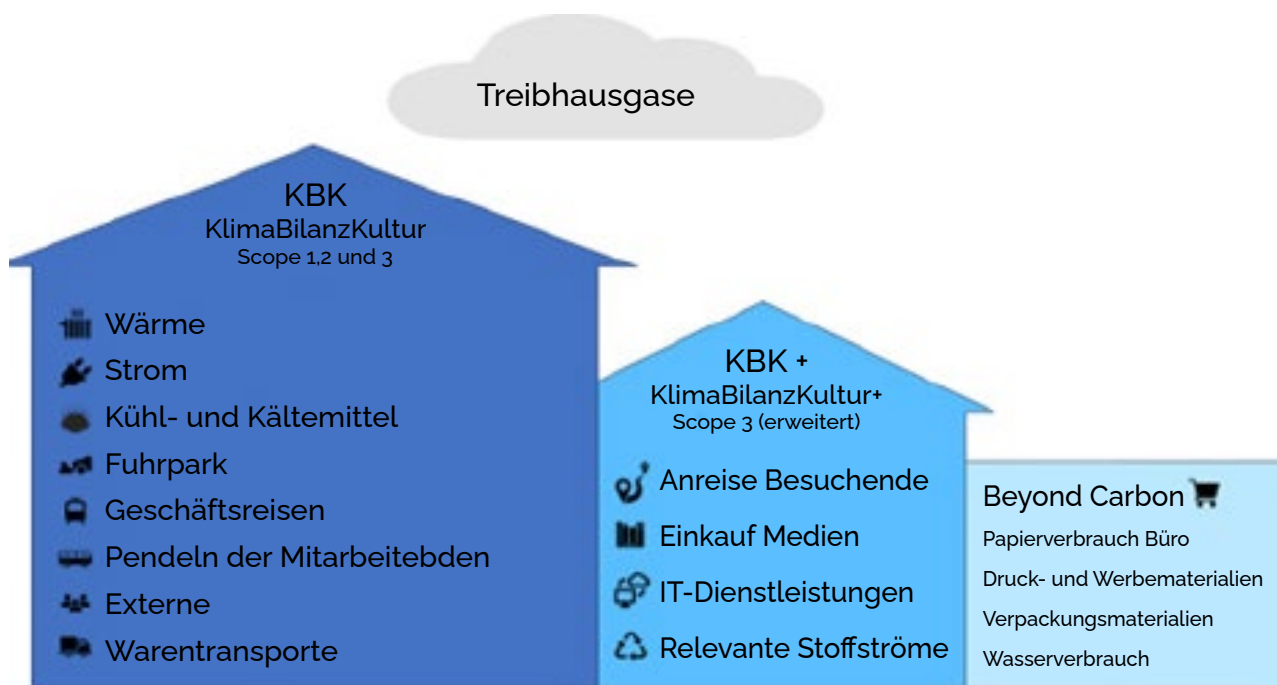 Treibhausgase
KBK
KlimaBilanzKultur
Scope 1,2 und 3
Wärme
Strom
Kühl- und Kältemittel
Fuhrpark
Geschäftsreisen
Pendeln der Mitarbeitebden
Externe
Warentransporte
KBK +
KlimaBilanzKultur+
Scope 3 (erweitert)
Anreise Besuchende
Einkauf Medien
IT-Dienstleistungen
Relevante Stoffströme
Beyond Carbon
Papierverbrauch Büro
Druck- und Werbematerialien
Verpackungsmaterialien
Wasserverbrauch